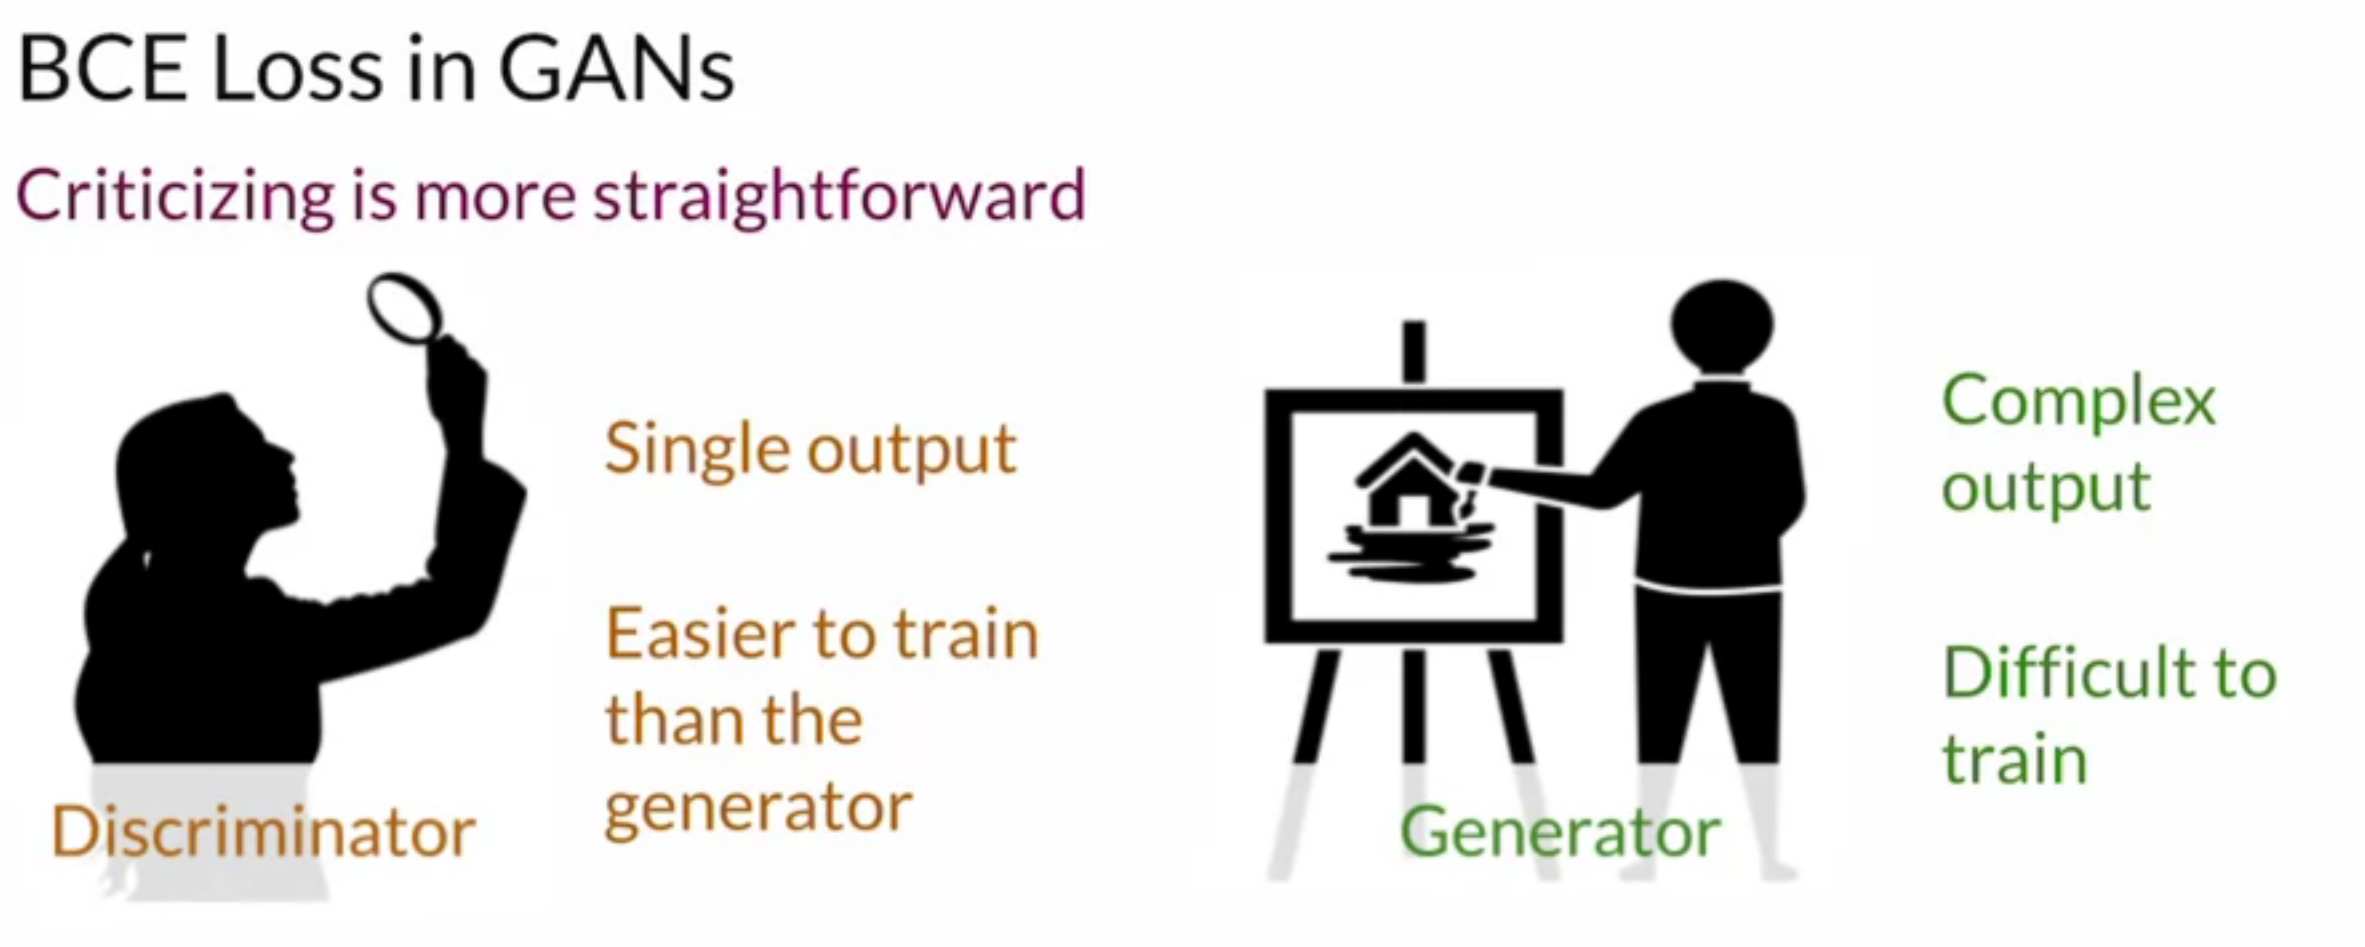 BCE Loss in GANs
Criticizing is more straightforward
Single output
Easier to train
than the
generator
Discriminator
Complex
output
Difficult to
train
Generator